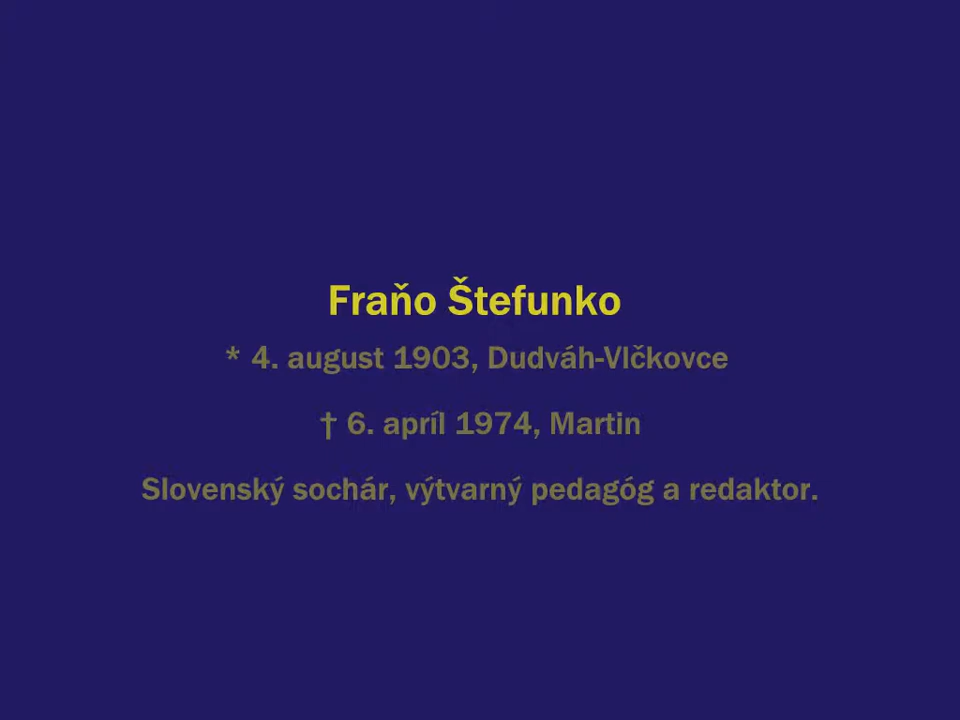 Fraňo Štefunko
* 4. august 1903, Dudváh-Vlčkovce
† 6. apríl 1974, Martin
Slovenský sochár, výtvarný pedagóg a redaktor.